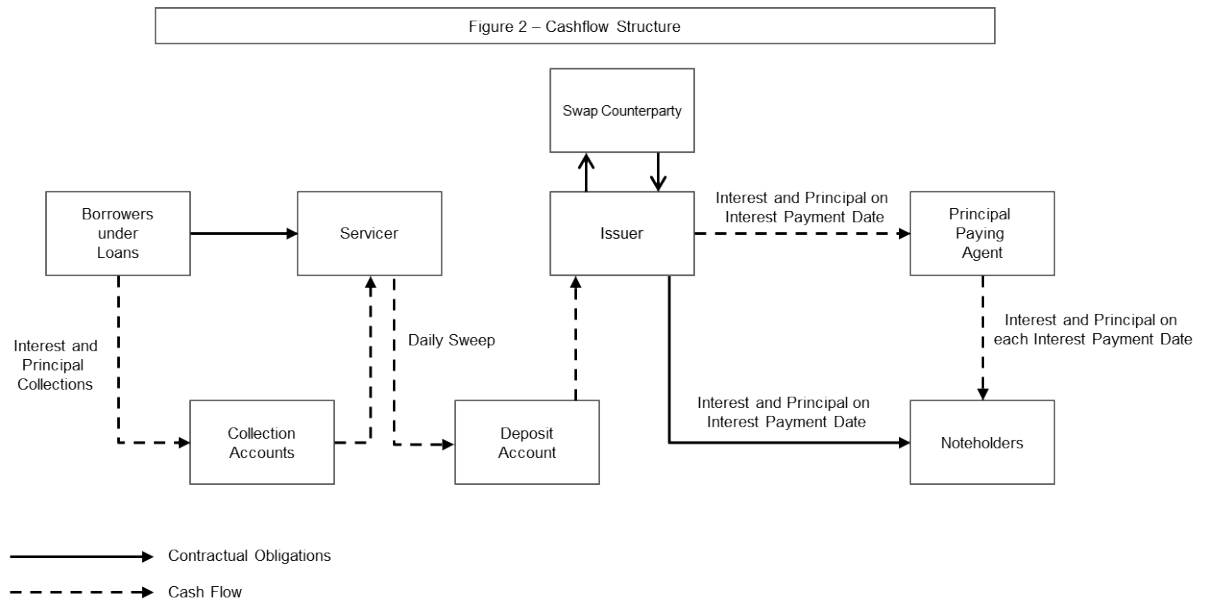 Figure 2 – Cashflow Structure
Swap Counterparty
Borrowers
under
Loans
Servicer
Issuer
Interest and Principal on
Interest Payment Date
Principal
Paying
Agent
Interest and
Principal
Collections
Daily Sweep
Interest and Principal on
each Interest Payment Date
Collection
Accounts
Deposit
Account
Interest and Principal on
Interest Payment Date
Noteholders
Contractual Obligations
Cash Flow